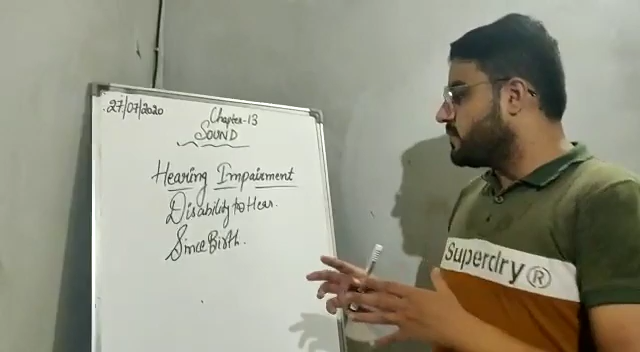 27/07/2020
Chapter-13
SOUND
Hearing Impairment
Disability to Hear.
Since Birth.
Superdry®